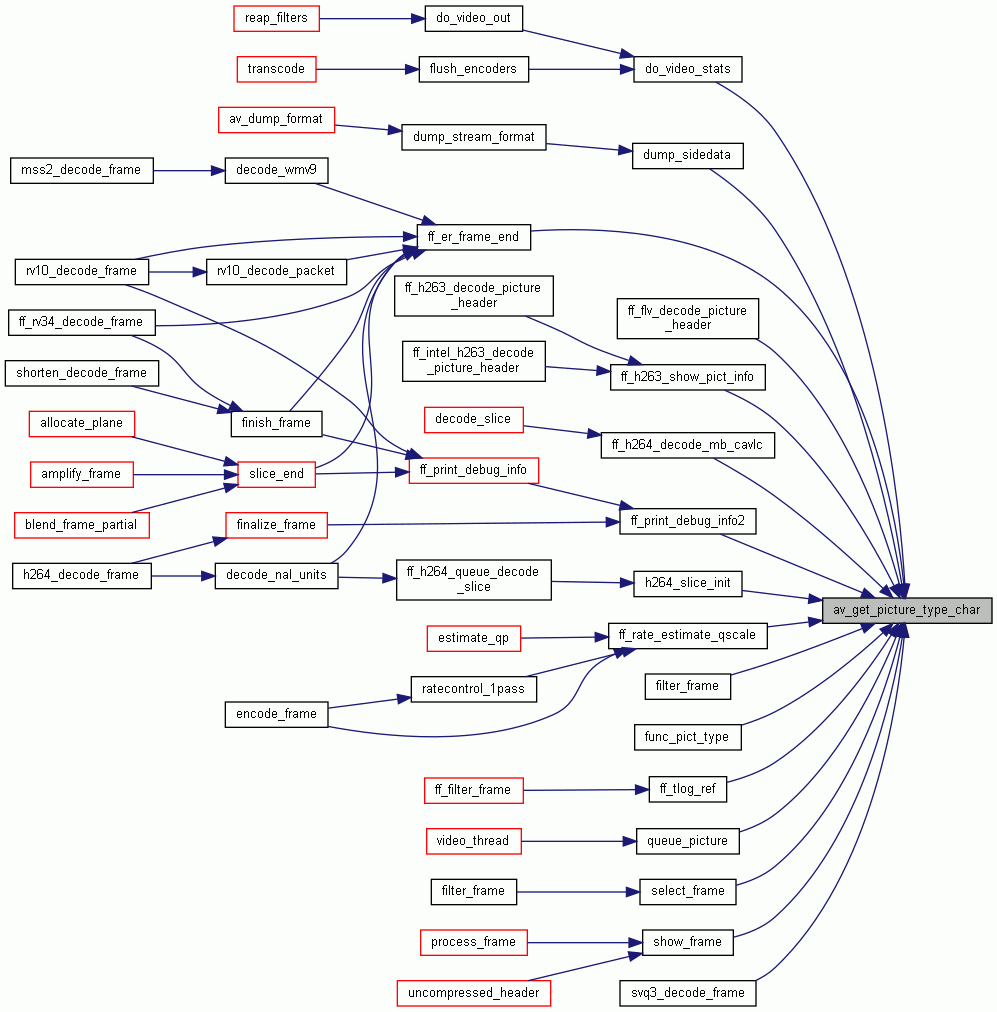 reap_filters
do_video_out
transcode
flush_encoders
do_video_stats
av_dump_format
dump_stream_format
dump_sidedata
mss2_decode_frame
decode_wmv9
ff_er_frame_end
rv10_decode_frame
rv10_decode_packet
ff_h263_decode_picture
_header
ff_flv_decode_picture
_header
ff_rv34_decode_frame
ff_intel_h263_decode
_picture_header
ff_h263_show_pict_info
shorten_decode_frame
allocate_plane
finish_frame
decode_slice
ff_h264_decode_mb_cavlc
amplify_frame
slice_end
ff_print_debug_info
blend_frame_partial
finalize_frame
ff_print_debug_info2
h264_decode_frame
decode_nal_units
ff_h264_queue_decode
_slice
h264_slice_init
av_get_picture_type_char
estimate_qp
ff_rate_estimate_qscale
ratecontrol_1pass
filter_frame
encode_frame
func_pict_type
ff_filter_frame
ff_tlog_ref
video_thread
queue_picture
filter_frame
select_frame
process_frame
show_frame
uncompressed_header
svq3_decode_frame